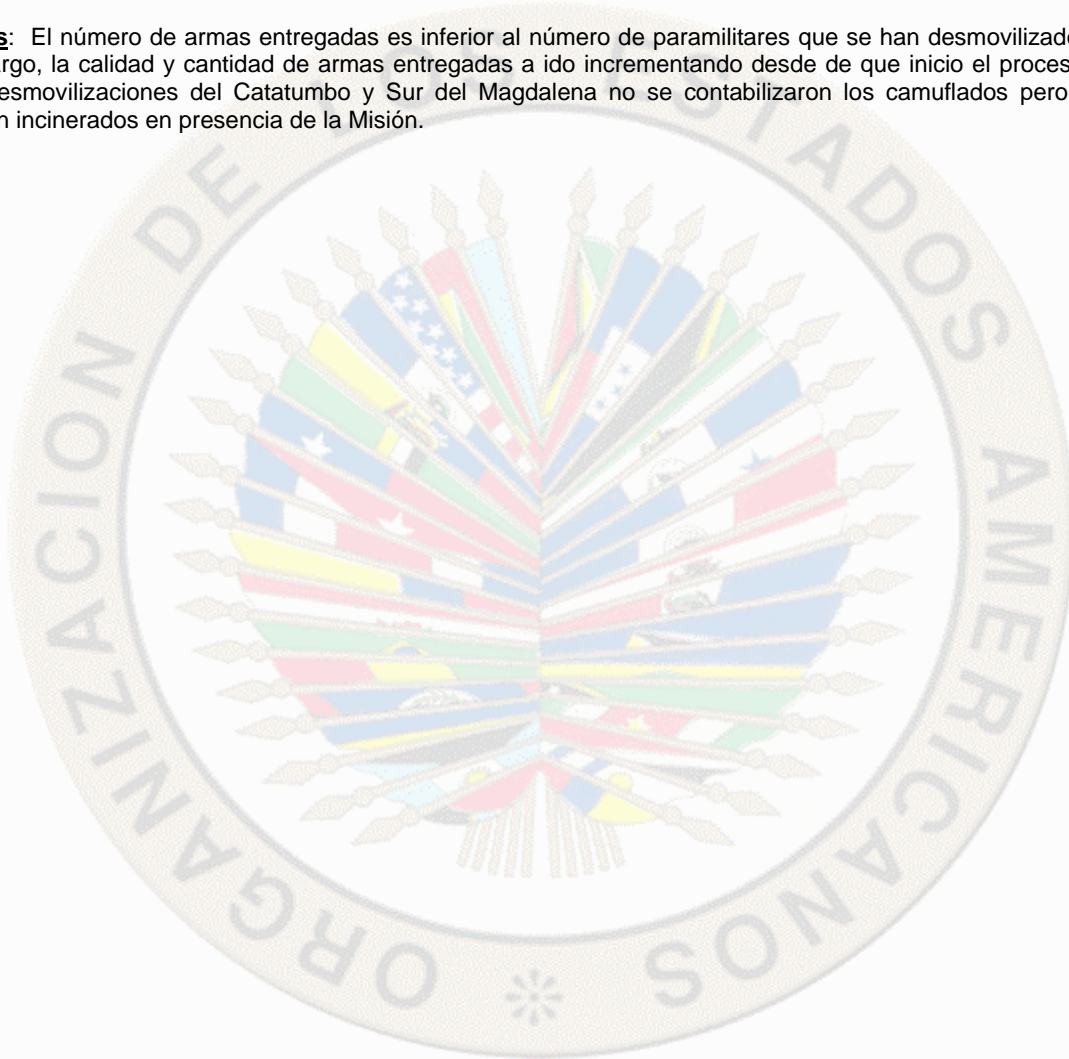 s: El número de armas entregadas es inferior al número de paramilitares que se han desmovilizad
argo, la calidad y cantidad de armas entregadas a ido incrementando desde de que inicio el proces
esmovilizaciones del Catatumbo y Sur del Magdalena no se contabilizaron los camuflados pero
n incinerados en presencia de la Misión.
ORGANIZACION DE LOS ESTADOS AMERICANOS